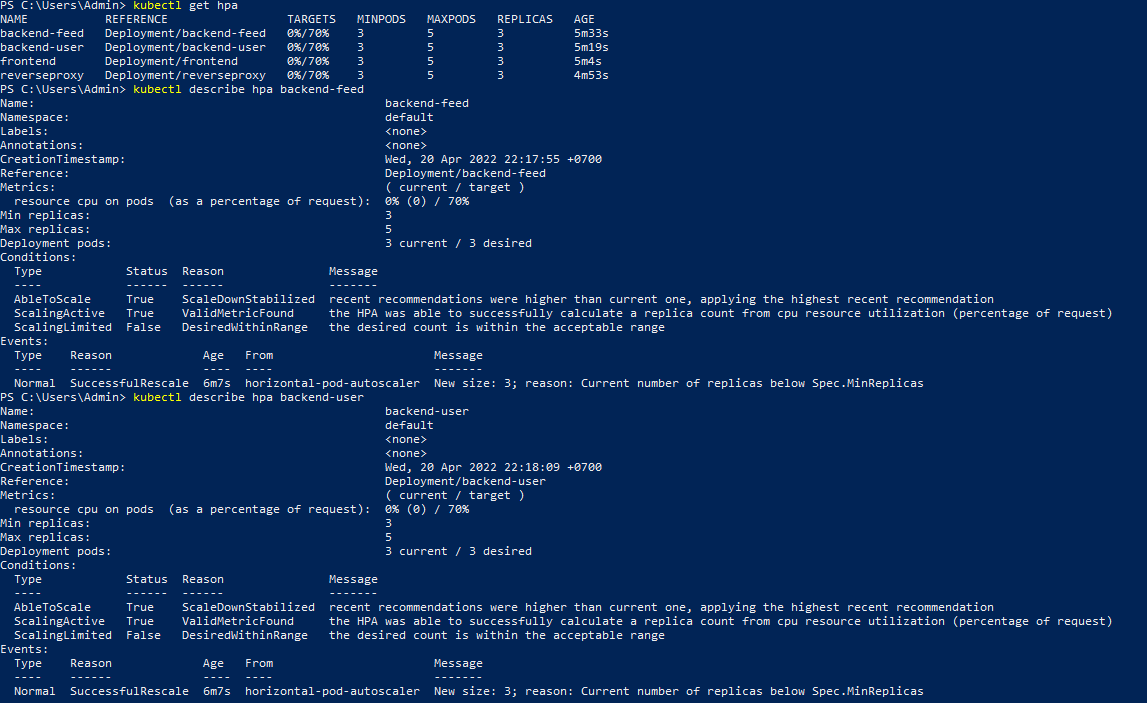 PS C:\Users\Admin> kubectl get hpa
NAME           REFERENCE                 TARGETS   MINPODS   MAXPODS   REPLICAS   AGE
backend-feed   Deployment/backend-feed   0%/70%    3         5         3          5m33s
backend-user   Deployment/backend-user   0%/70%    3         5         3          5m19s
frontend       Deployment/frontend       0%/70%    3         5         3          5m4s
reverseproxy   Deployment/reverseproxy   0%/70%    3         5         3          4m53s
PS C:\Users\Admin> kubectl describe hpa backend-feed
Name:                                                  backend-feed
Namespace:                                             default
Labels:                                                <none>
Annotations:                                           <none>
CreationTimestamp:                                     Wed, 20 Apr 2022 22:17:55 +0700
Reference:                                             Deployment/backend-feed
Metrics:                                               ( current / target )
  resource cpu on pods  (as a percentage of request):  0% (0) / 70%
Min replicas:                                          3
Max replicas:                                          5
Deployment pods:                                       3 current / 3 desired
Conditions:
  Type            Status  Reason               Message
  ----            ------  ------               -------
  AbleToScale     True    ScaleDownStabilized  recent recommendations were higher than current one, applying the highest recent recommendation
  ScalingActive   True    ValidMetricFound     the HPA was able to successfully calculate a replica count from cpu resource utilization (percentage of request)
  ScalingLimited  False   DesiredWithinRange   the desired count is within the acceptable range
Events:
  Type    Reason             Age   From                       Message
  ----    ------             ----  ----                       -------
  Normal  SuccessfulRescale  6m7s  horizontal-pod-autoscaler  New size: 3; reason: Current number of replicas below Spec.MinReplicas
PS C:\Users\Admin> kubectl describe hpa backend-user
Name:                                                  backend-user
Namespace:                                             default
Labels:                                                <none>
Annotations:                                           <none>
CreationTimestamp:                                     Wed, 20 Apr 2022 22:18:09 +0700
Reference:                                             Deployment/backend-user
Metrics:                                               ( current / target )
  resource cpu on pods  (as a percentage of request):  0% (0) / 70%
Min replicas:                                          3
Max replicas:                                          5
Deployment pods:                                       3 current / 3 desired
Conditions:
  Type            Status  Reason               Message
  ----            ------  ------               -------
  AbleToScale     True    ScaleDownStabilized  recent recommendations were higher than current one, applying the highest recent recommendation
  ScalingActive   True    ValidMetricFound     the HPA was able to successfully calculate a replica count from cpu resource utilization (percentage of request)
  ScalingLimited  False   DesiredWithinRange   the desired count is within the acceptable range
Events:
  Type    Reason             Age   From                       Message
  ----    ------             ----  ----                       -------
  Normal  SuccessfulRescale  6m7s  horizontal-pod-autoscaler  New size: 3; reason: Current number of replicas below Spec.MinReplicas